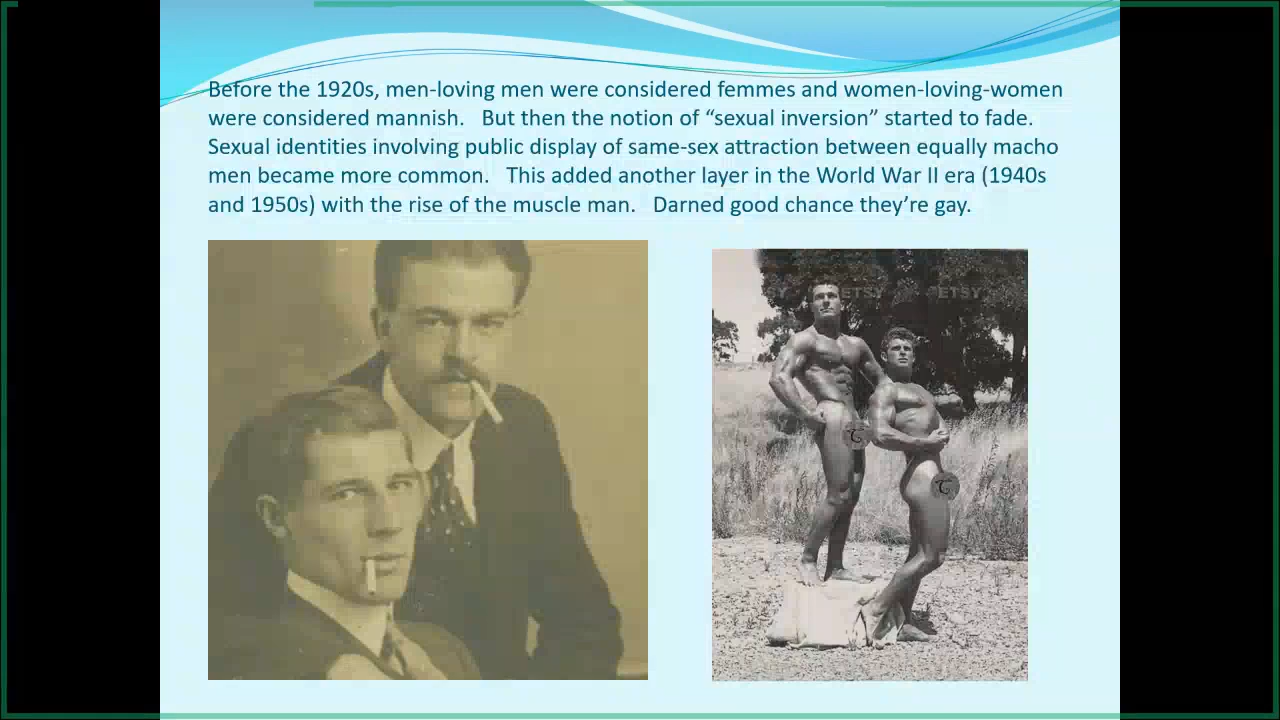 Before the 1920s, men-loving men were considered femmes and women-loving-women
were considered mannish.   But then the notion of “sexual inversion” started to fade.
Sexual identities involving public display of same-sex attraction between equally macho
men became more common.   This added another layer in the World War II era (1940s
and 1950s) with the rise of the muscle man.   Darned good chance they’re gay.
ETSY
ETSY